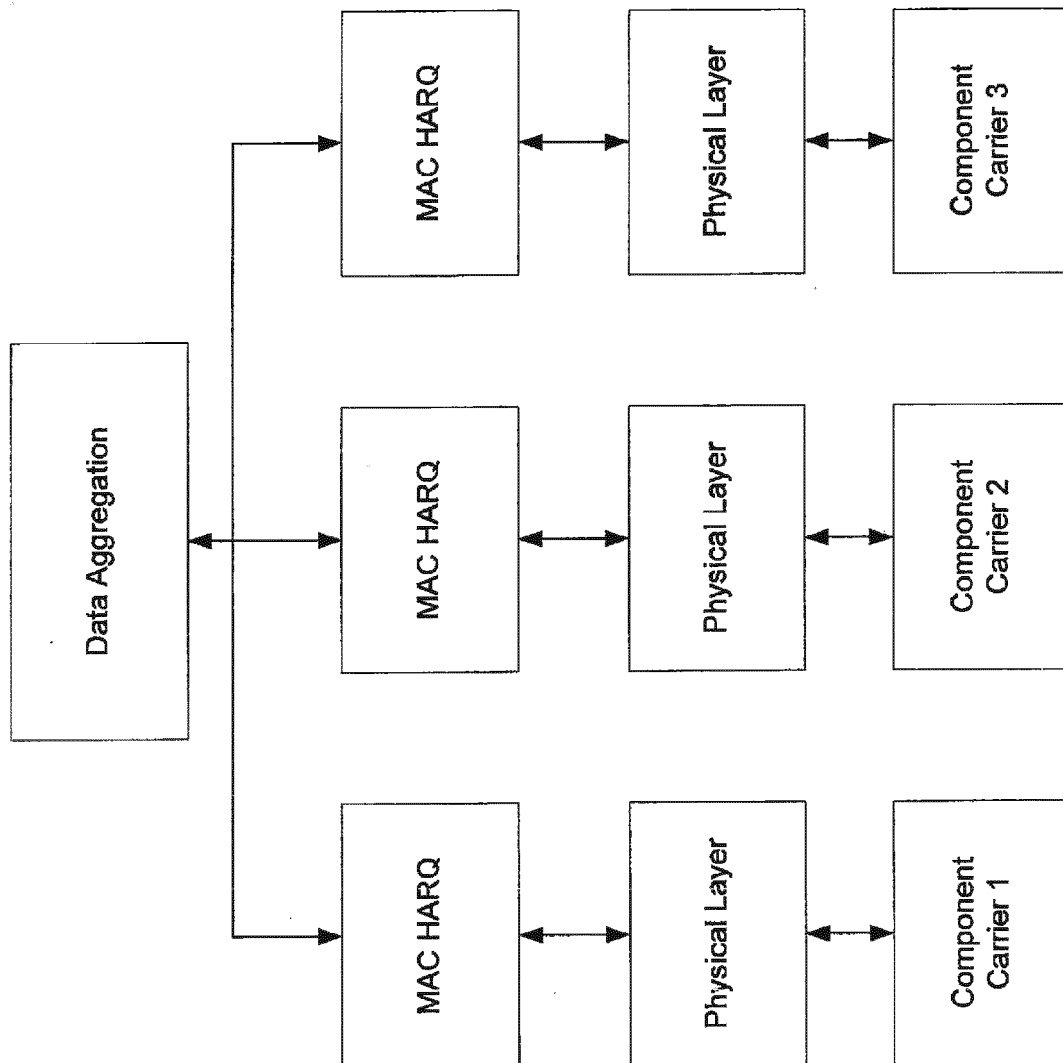 Data Aggregation
MAC HARQ
MAC HARQ
MAC HARQ
Physical Layer
Physical Layer
Physical Layer
Component
Carrier 1
Component
Carrier 2
Component
Carrier 3